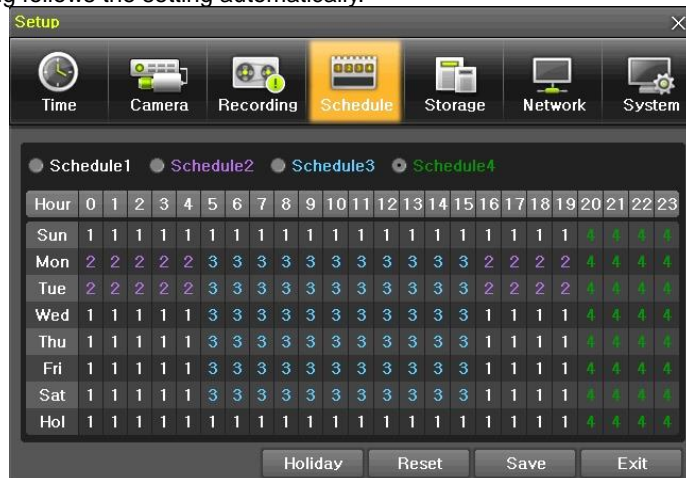 g follows the setting automatically.
Setup
Time Camera Recording Schedule Storage Network System
Schedule1 Schedule2 Schedule3 Schedule4
Hour 0 1 2 3 4 5 6 7 8 9 10 11 12 13 14 15 16 17 18 19 20 21 22 23
Sun 1 1 1 1 1 1 1 1 1 1 1 1 1 1 1 1 1 1 1 1 4 4 4 4
Mon 2 2 2 2 2 3 3 3 3 3 3 3 3 3 3 3 2 2 2 2 4 4 4 4
Tue 2 2 2 2 2 3 3 3 3 3 3 3 3 3 3 3 2 2 2 2 4 4 4 4
Wed 1 1 1 1 1 3 3 3 3 3 3 3 3 3 3 3 1 1 1 1 4 4 4 4
Thu 1 1 1 1 1 3 3 3 3 3 3 3 3 3 3 3 1 1 1 1 4 4 4 4
Fri 1 1 1 1 1 3 3 3 3 3 3 3 3 3 3 3 1 1 1 1 4 4 4 4
Sat 1 1 1 1 1 3 3 3 3 3 3 3 3 3 3 3 1 1 1 1 4 4 4 4
Hol 1 1 1 1 1 1 1 1 1 1 1 1 1 1 1 1 1 1 1 1 4 4 4 4
Holiday Reset Save Exit